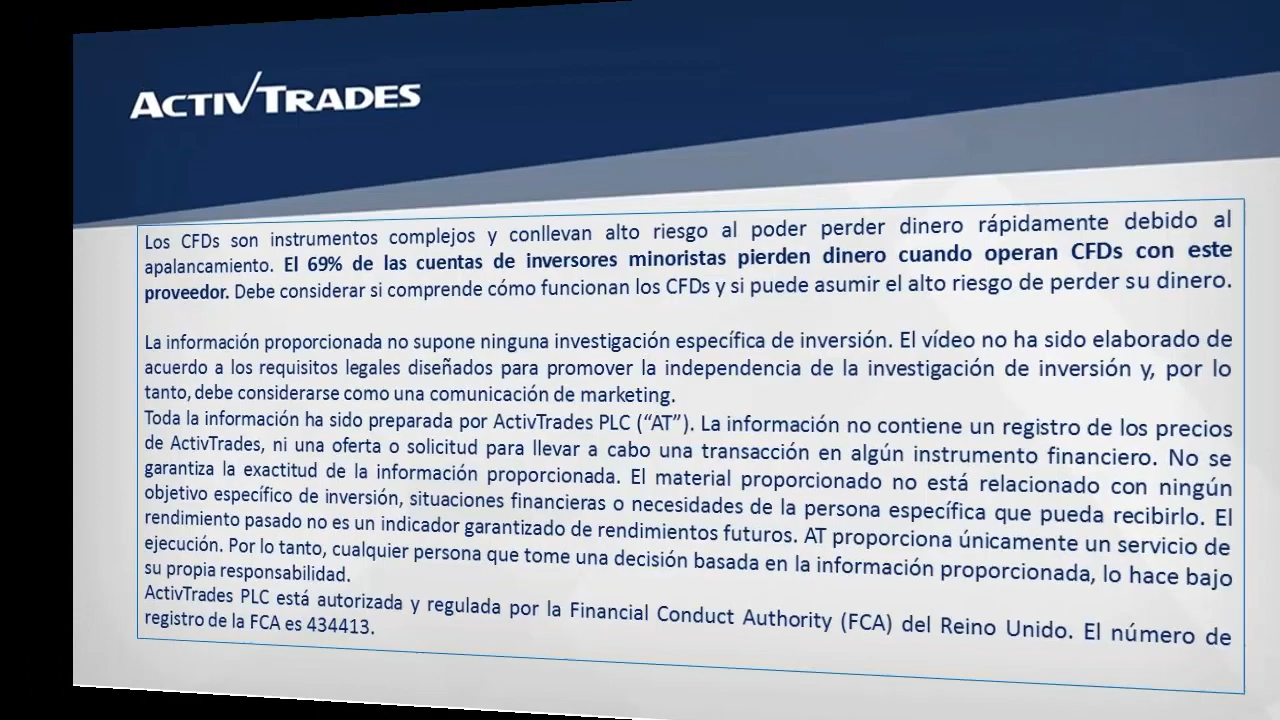 ACTIVTRADES
Los CFDs son instrumentos complejos y conllevan alto riesgo al poder perder dinero rápidamente debido al
apalancamiento. El 69% de las cuentas de inversores minoristas pierden dinero cuando operan CFDs con este
proveedor. Debe considerar si comprende cómo funcionan los CFDs y si puede asumir el alto riesgo de perder su dinero.
La información proporcionada no supone ninguna investigación específica de inversión. El vídeo no ha sido elaborado de
acuerdo a los requisitos legales diseñados para promover la independencia de la investigación de inversión y, por lo
tanto, debe considerarse como una comunicación de marketing.
Toda la información ha sido preparada por ActivTrades PLC (“AT”). La información no contiene un registro de los precios
de ActivTrades, ni una oferta o solicitud para llevar a cabo una transacción en algún instrumento financiero. No se
garantiza la exactitud de la información proporcionada. El material proporcionado no está relacionado con ningún
objetivo específico de inversión, situaciones financieras o necesidades de la persona específica que pueda recibirlo. El
rendimiento pasado no es un indicador garantizado de rendimientos futuros. AT proporciona únicamente un servicio de
ejecución. Por lo tanto, cualquier persona que tome una decisión basada en la información proporcionada, lo hace bajo
su propia responsabilidad.
ActivTrades PLC está autorizada y regulada por la Financial Conduct Authority (FCA) del Reino Unido. El número de
registro de la FCA es 434413.